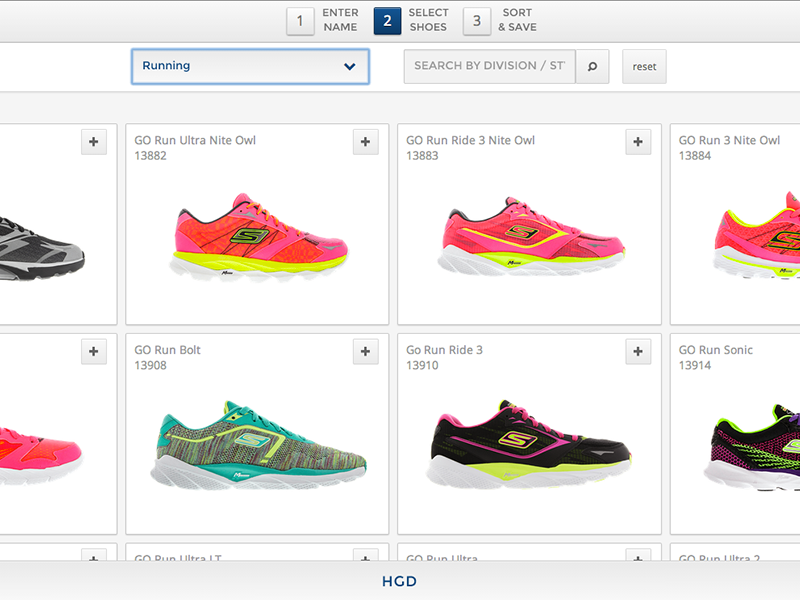 1
ENTER
NAME
2
SELECT
SHOES
3
SORT
& SAVE
Running
SEARCH BY DIVISION / ST
reset
GO Run Ultra Nite Owl
13882
GO Run Ride 3 Nite Owl
13883
GO Run 3 Nite Owl
13884
GO Run Bolt
13908
Go Run Ride 3
13910
GO Run Sonic
13914
GO Run Ultra LT
GO Run Ultra
GO Run Ultra 2
HGD